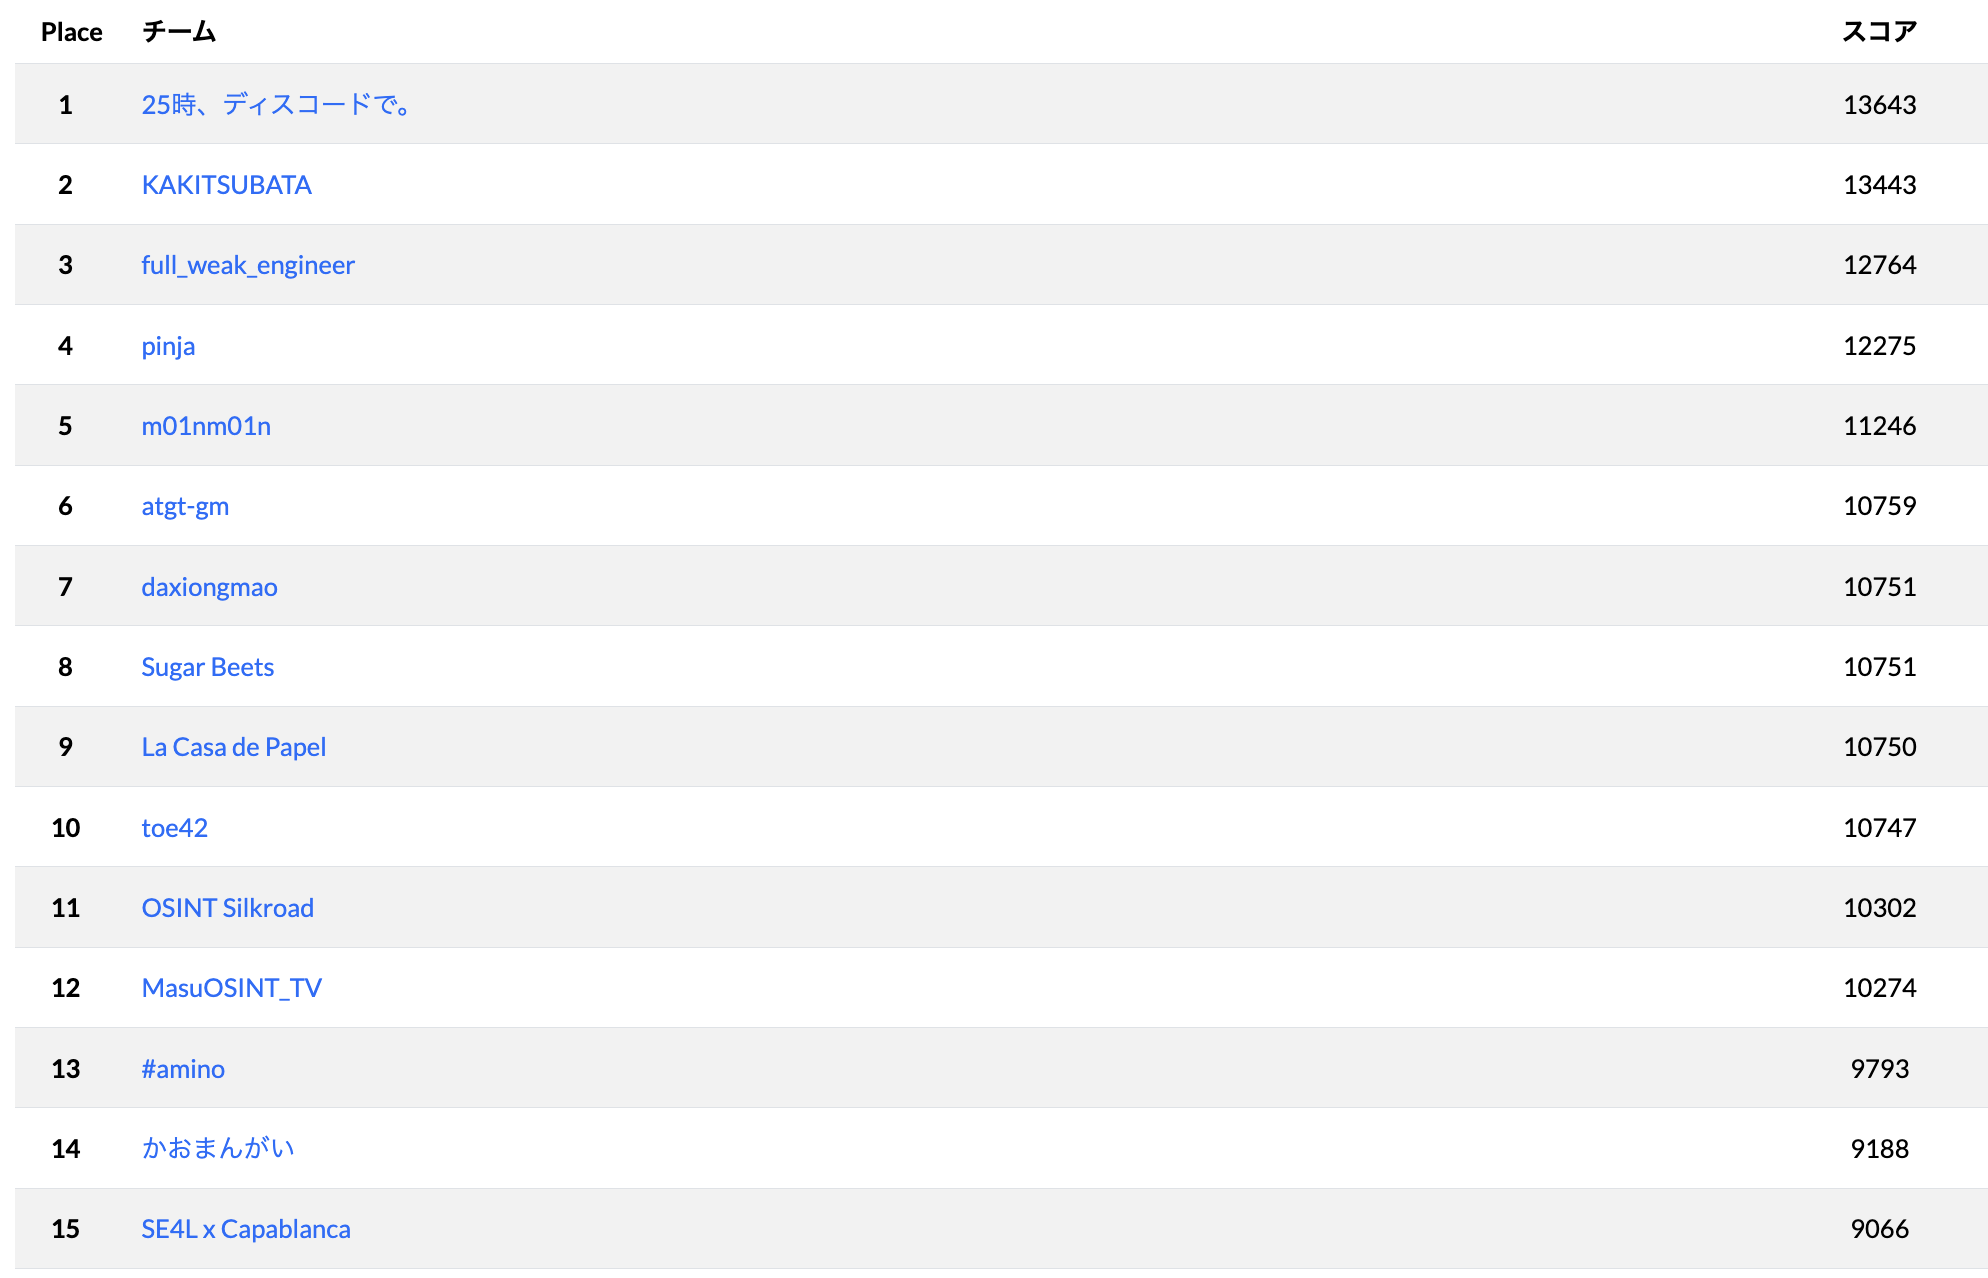 Place チーム スコア
1 25時、ディスコードで。 13643
2 KAKITSUBATA 13443
3 full_weak_engineer 12764
4 pinja 12275
5 m01nm01n 11246
6 atgt-gm 10759
7 daxiongmao 10751
8 Sugar Beets 10751
9 La Casa de Papel 10750
10 toe42 10747
11 OSINT Silkroad 10302
12 MasuOSINT_TV 10274
13 #amino 9793
14 かおまんがい 9188
15 SE4L x Capablanca 9066